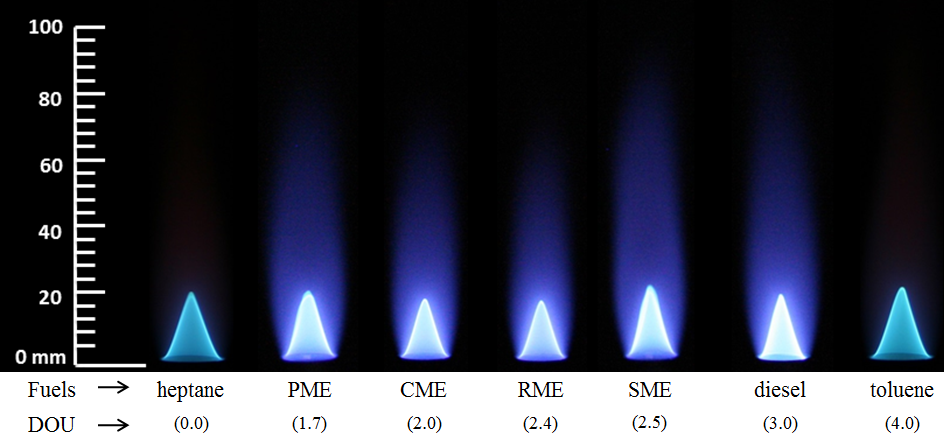 100
80
60
40
20
0 mm
Fuels → heptane PME CME RME SME diesel toluene
DOU → (0.0) (1.7) (2.0) (2.4) (2.5) (3.0) (4.0)